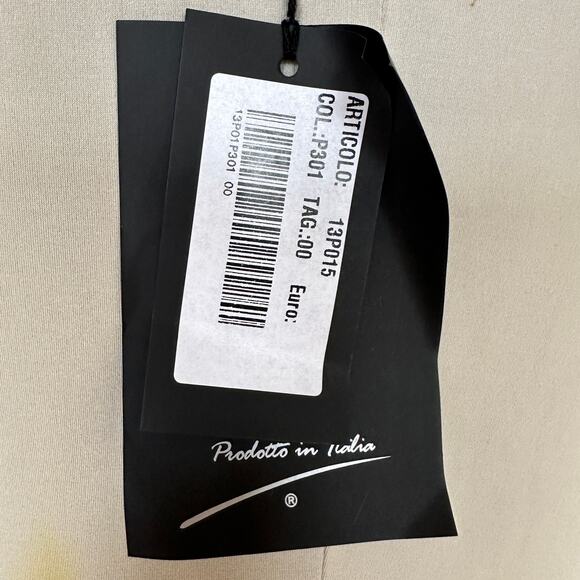 ARTICOLO: 13P015
COL.:P301 TAG.:00 Euro:
13P01P301 00
Prodotto in Italia
®